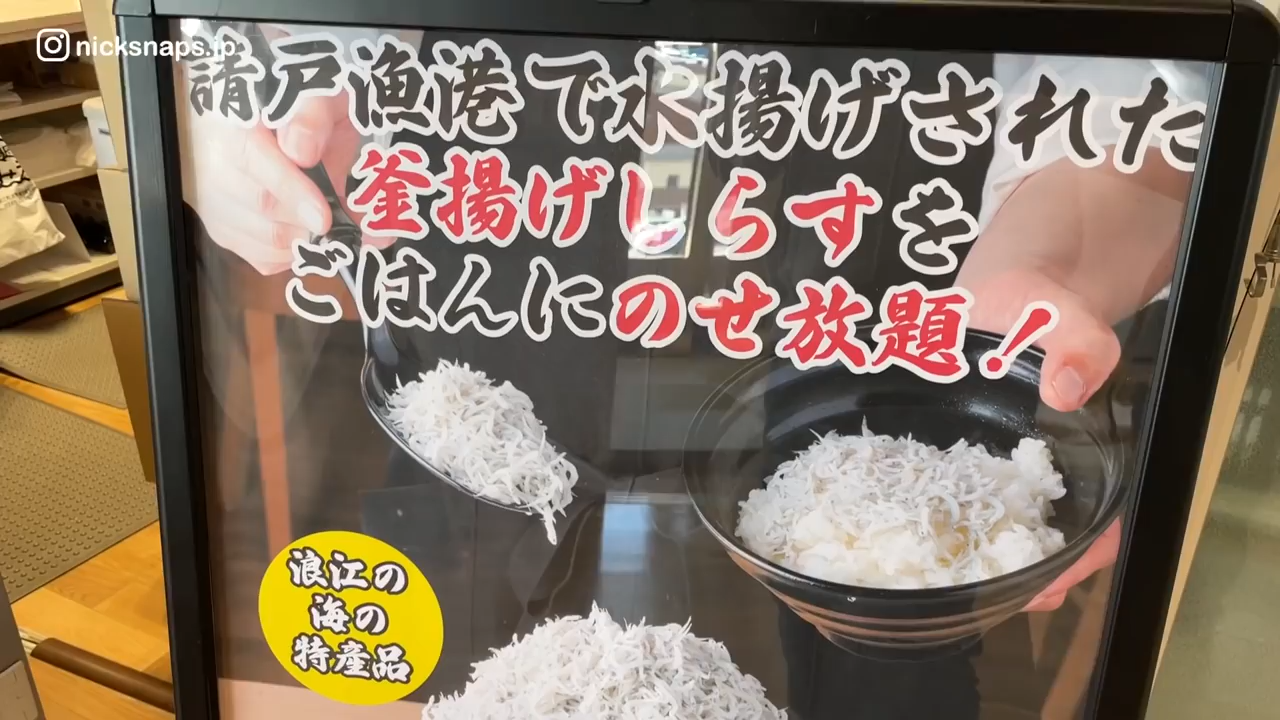 nicksnaps.jp
請戸漁港で水揚げされた
釜揚げしらすを
ごはんにのせ放題！
浪江の
海の
特産品